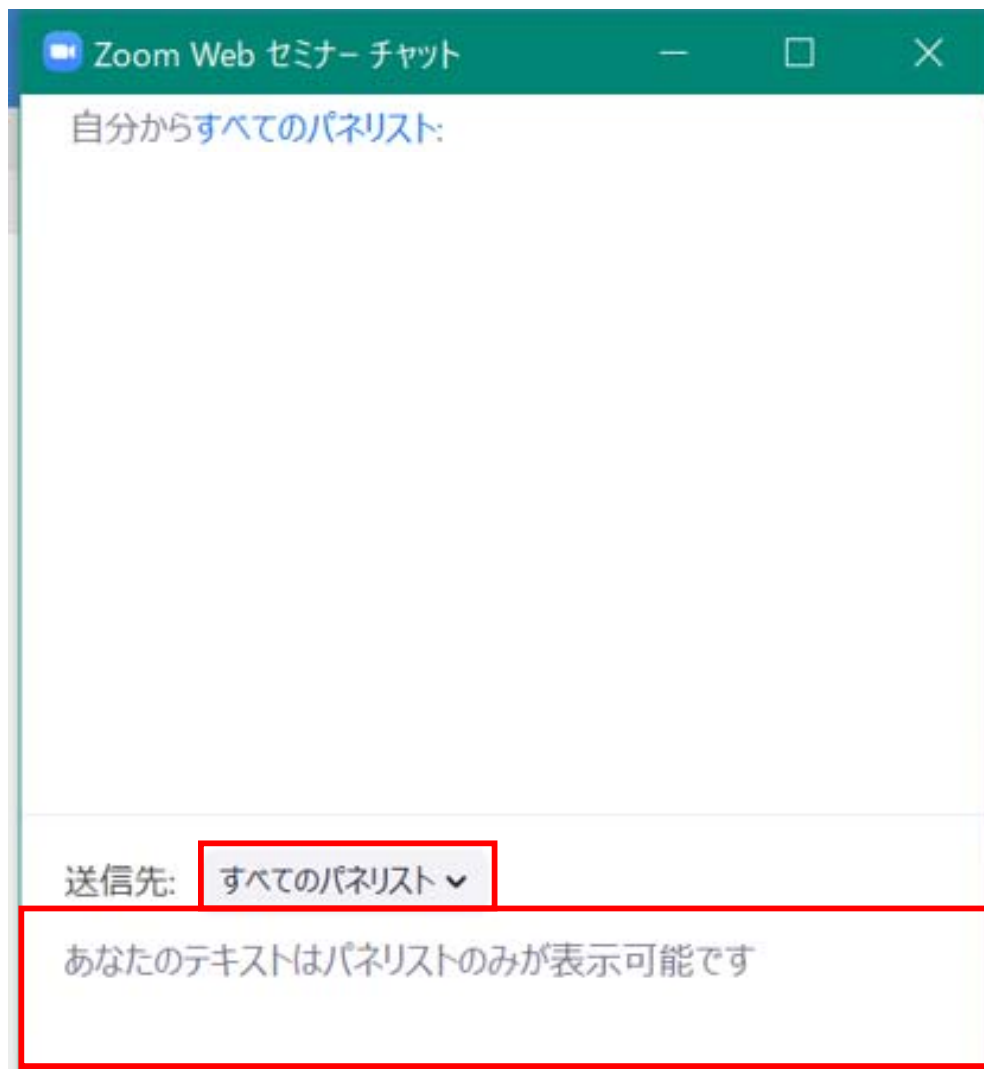 Zoom Web セミナー チャット
自分からすべてのパネリスト:
送信先: すべてのパネリスト
あなたのテキストはパネリストのみが表示可能です